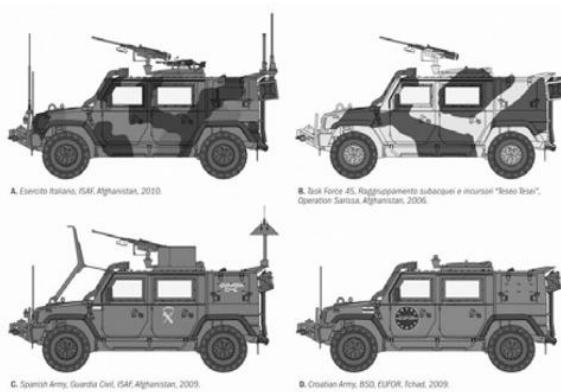 A. Esercito Italiano, ISAF, Afghanistan, 2010.
B. Task Force 45, Raggruppamento subacquei e incursori "Teseo Tesei",
Operation Sarissa, Afghanistan, 2006.
C. Spanish Army, Guardia Civil, ISAF, Afghanistan, 2009.
D. Croatian Army, BSD, EUFOR, Tchad, 2009.